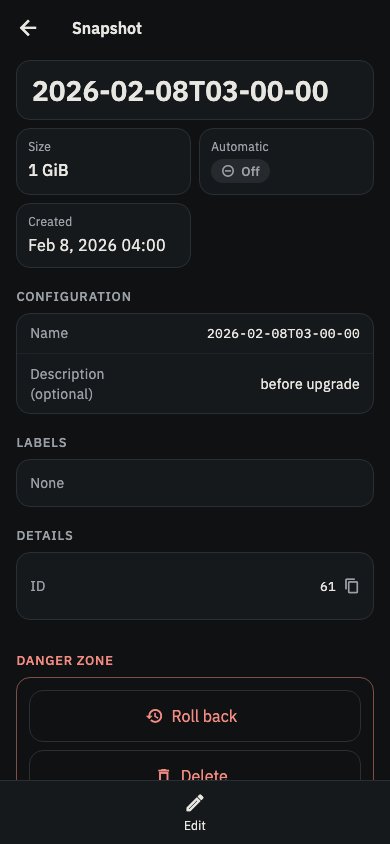 Snapshot
2026-02-08T03-00-00
Size
1 GiB
Automatic
Off
Created
Feb 8, 2026 04:00
CONFIGURATION
Name
2026-02-08T03-00-00
Description
(optional)
before upgrade
LABELS
None
DETAILS
ID
61
DANGER ZONE
Roll back
Delete
Edit